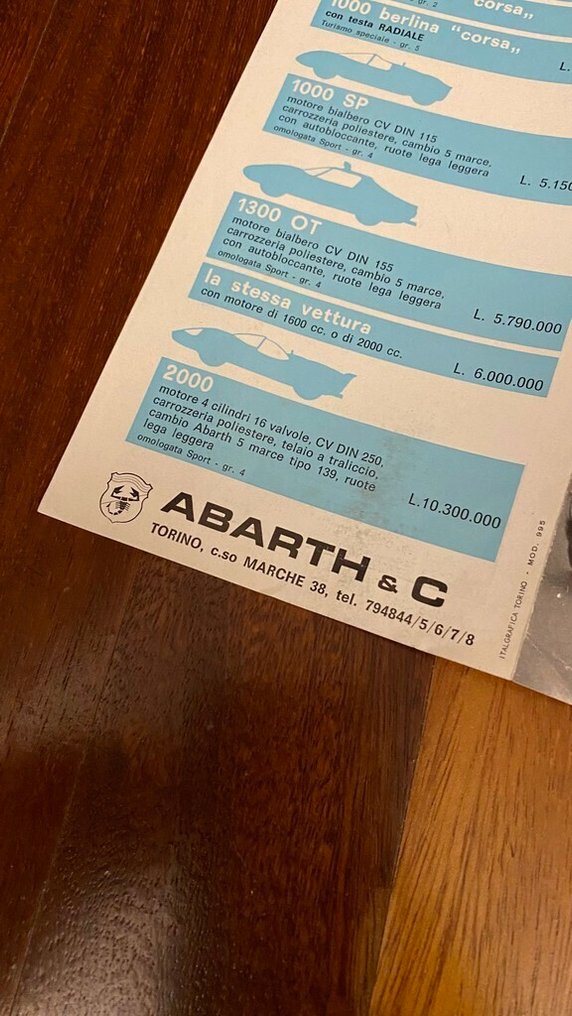 gr. 2 "corsa„
1000 berlina "corsa„
con testa RADIALE
Turismo speciale - gr. 5
L.
1000 SP
motore bialbero CV DIN 115
carrozzeria poliestere, cambio 5 marce,
con autobloccante, ruote lega leggera
omologata Sport - gr. 4
L. 5.150
1300 OT
motore bialbero CV DIN 155
carrozzeria poliestere, cambio 5 marce,
con autobloccante, ruote lega leggera
omologata Sport - gr. 4
L. 5.790.000
la stessa vettura
con motore di 1600 cc. o di 2000 cc.
L. 6.000.000
2000
motore 4 cilindri 16 valvole, CV DIN 250,
carrozzeria poliestere, telaio a traliccio,
cambio Abarth 5 marce tipo 139, ruote
lega leggera
omologata Sport - gr. 4
L.10.300.000
ABARTH & C
TORINO, c.so MARCHE 38, tel. 794844/5/6/7/8
ITALGRAFICA TORINO - MOD. 995